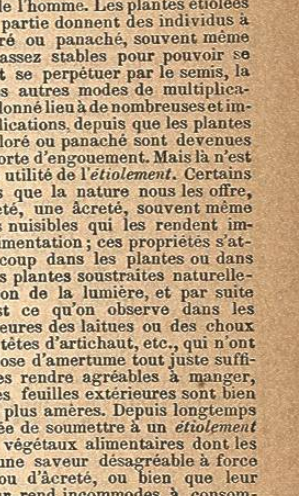 de l'homme. Les plantes étiolées
partie donnent des individus à
ré ou panaché, souvent même
assez stables pour pouvoir se
t se perpétuer par le semis, la
s autres modes de multiplica-
donné lieu à de nombreuses et im-
lications, depuis que les plantes
loré ou panaché sont devenues
orte d'engouement. Mais là n'est
utilité de l'étiolement. Certains
s que la nature nous les offre,
eté, une âcreté, souvent même
s nuisibles qui les rendent im-
imentation ; ces propriétés s'at-
coup dans les plantes ou dans
s plantes soustraites naturelle-
on de la lumière, et par suite
st ce qu'on observe dans les
eures des laitues ou des choux
têtes d'artichaut, etc., qui n'ont
ose d'amertume tout juste suffi-
es rendre agréables à manger,
es feuilles extérieures sont bien
plus amères. Depuis longtemps
ée de soumettre à un étiolement
végétaux alimentaires dont les
une saveur désagréable à force
ou d'âcreté, ou bien que leur
r rend incommodes à consom-